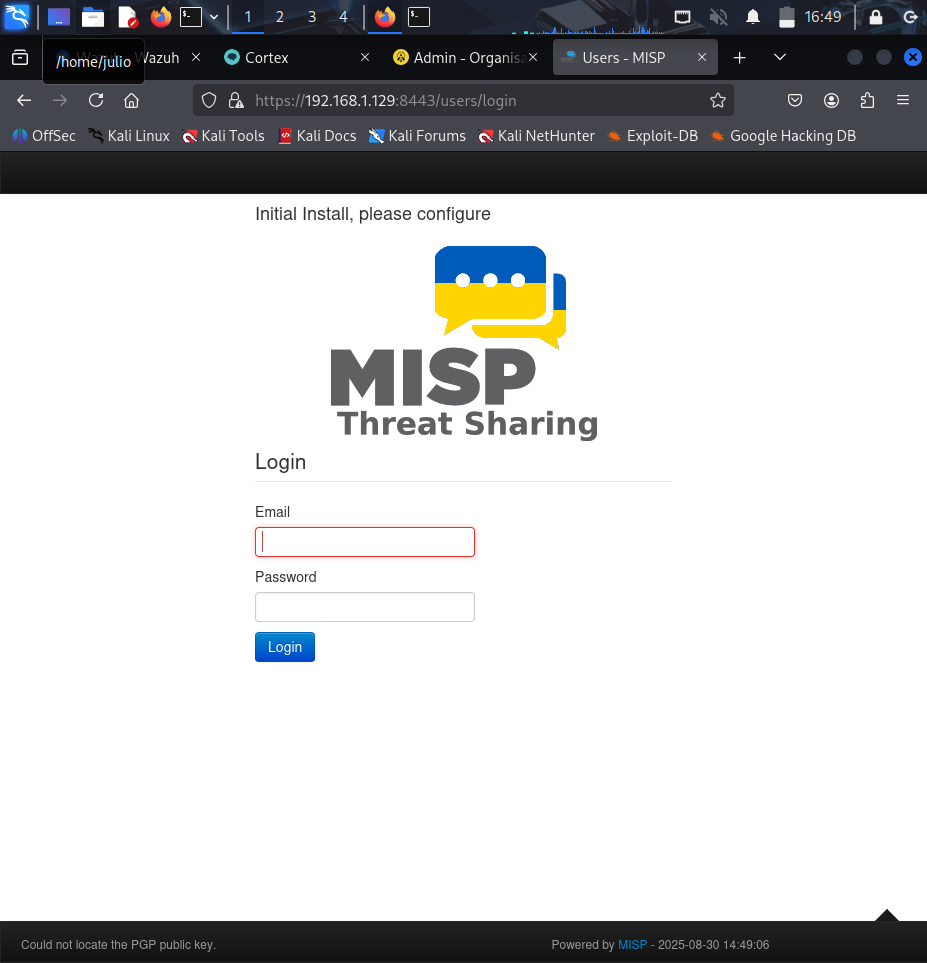 1 2 3 4 16:49
/home/julio
Wazuh Cortex Admin - Organisa Users - MISP
https://192.168.1.129:8443/users/login
OffSec Kali Linux Kali Tools Kali Docs Kali Forums Kali NetHunter Exploit-DB Google Hacking DB
Initial Install, please configure
MISP
Threat Sharing
Login
Email
Password
Login
Could not locate the PGP public key. Powered by MISP - 2025-08-30 14:49:06